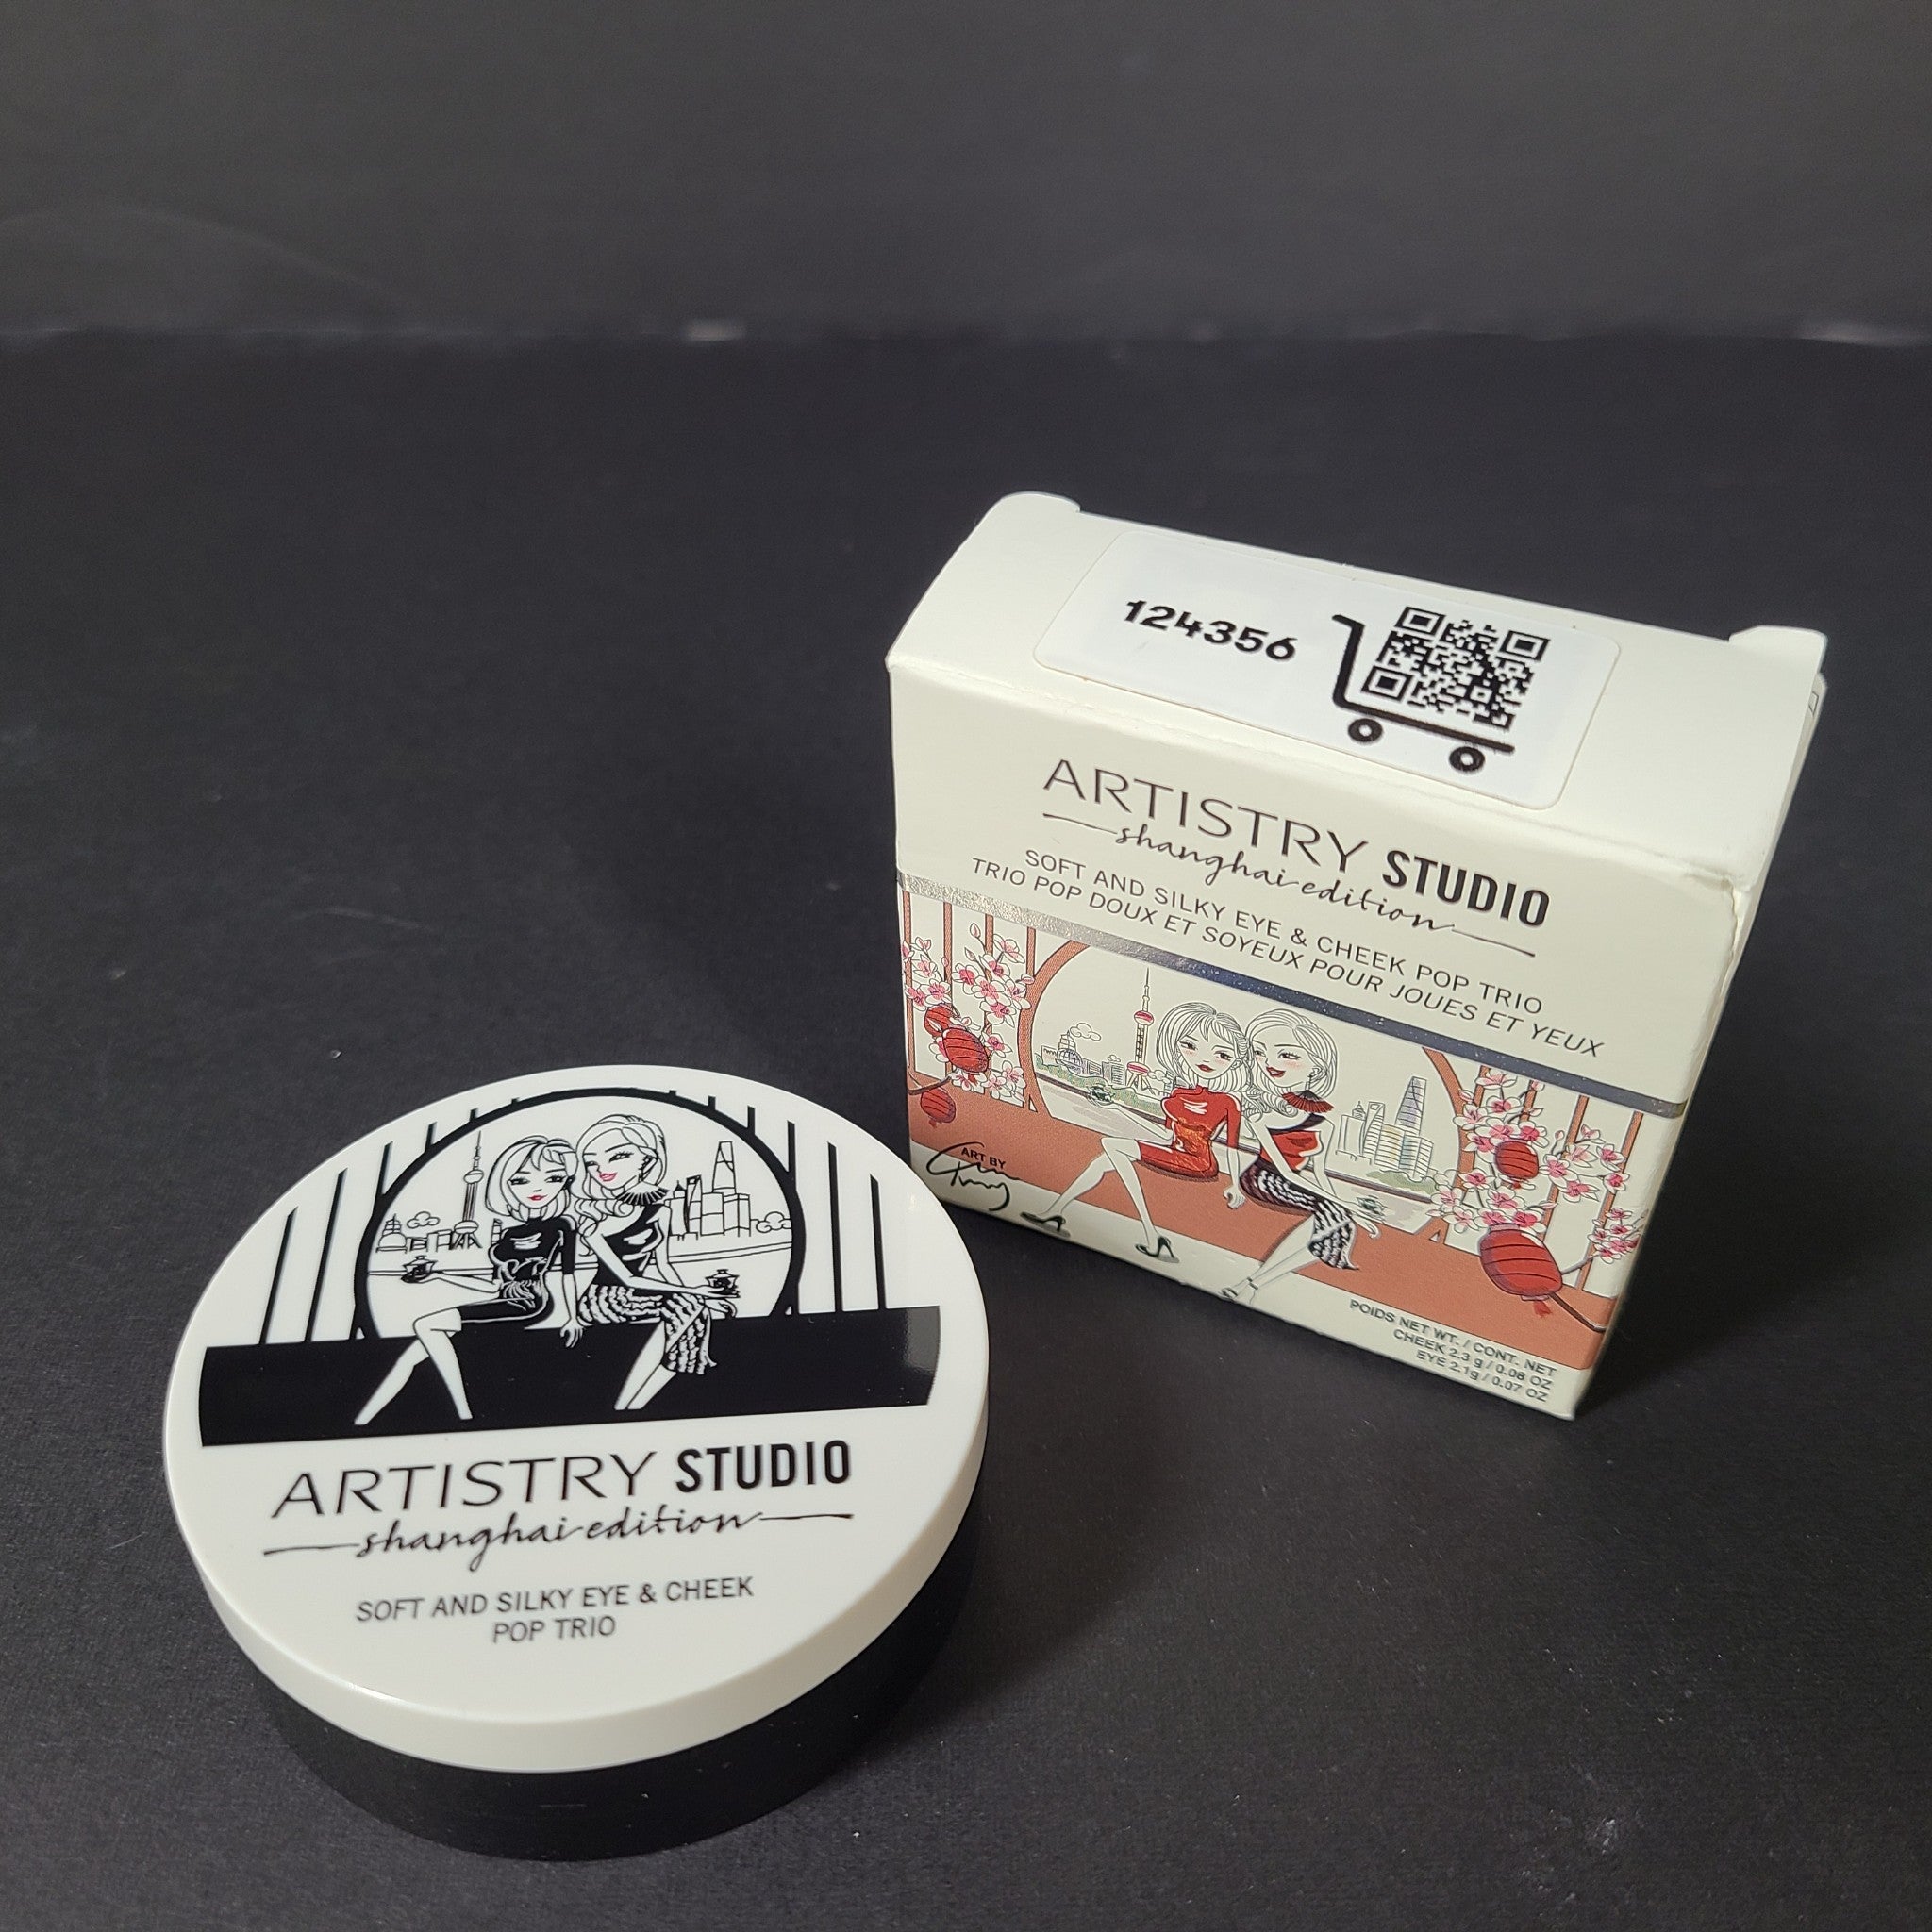 124356
ARTISTRY STUDIO
shanghai edition
SOFT AND SILKY EYE & CHEEK POP TRIO
TRIO POP DOUX ET SOYEUX POUR JOUES ET YEUX
ART BY
POIDS NET WT. / CONT. NET
CHEEK 2.3 g / 0.08 OZ
EYE 2.1g / 0.07 OZ
ARTISTRY STUDIO
shanghai edition
SOFT AND SILKY EYE & CHEEK
POP TRIO